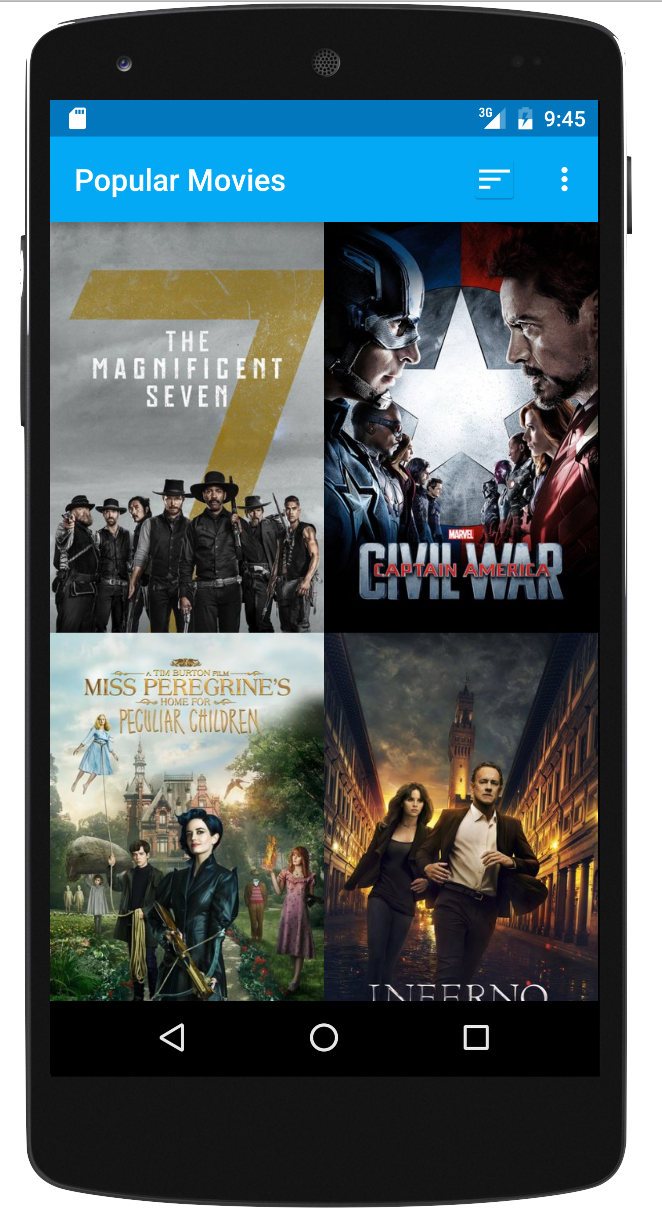 3G 9:45
Popular Movies
7
THE
MAGNIFICENT
SEVEN
MARVEL
CIVIL WAR
CAPTAIN AMERICA
A TIM BURTON FILM
MISS PEREGRINE'S
HOME FOR
PECULIAR CHILDREN
INFERNO